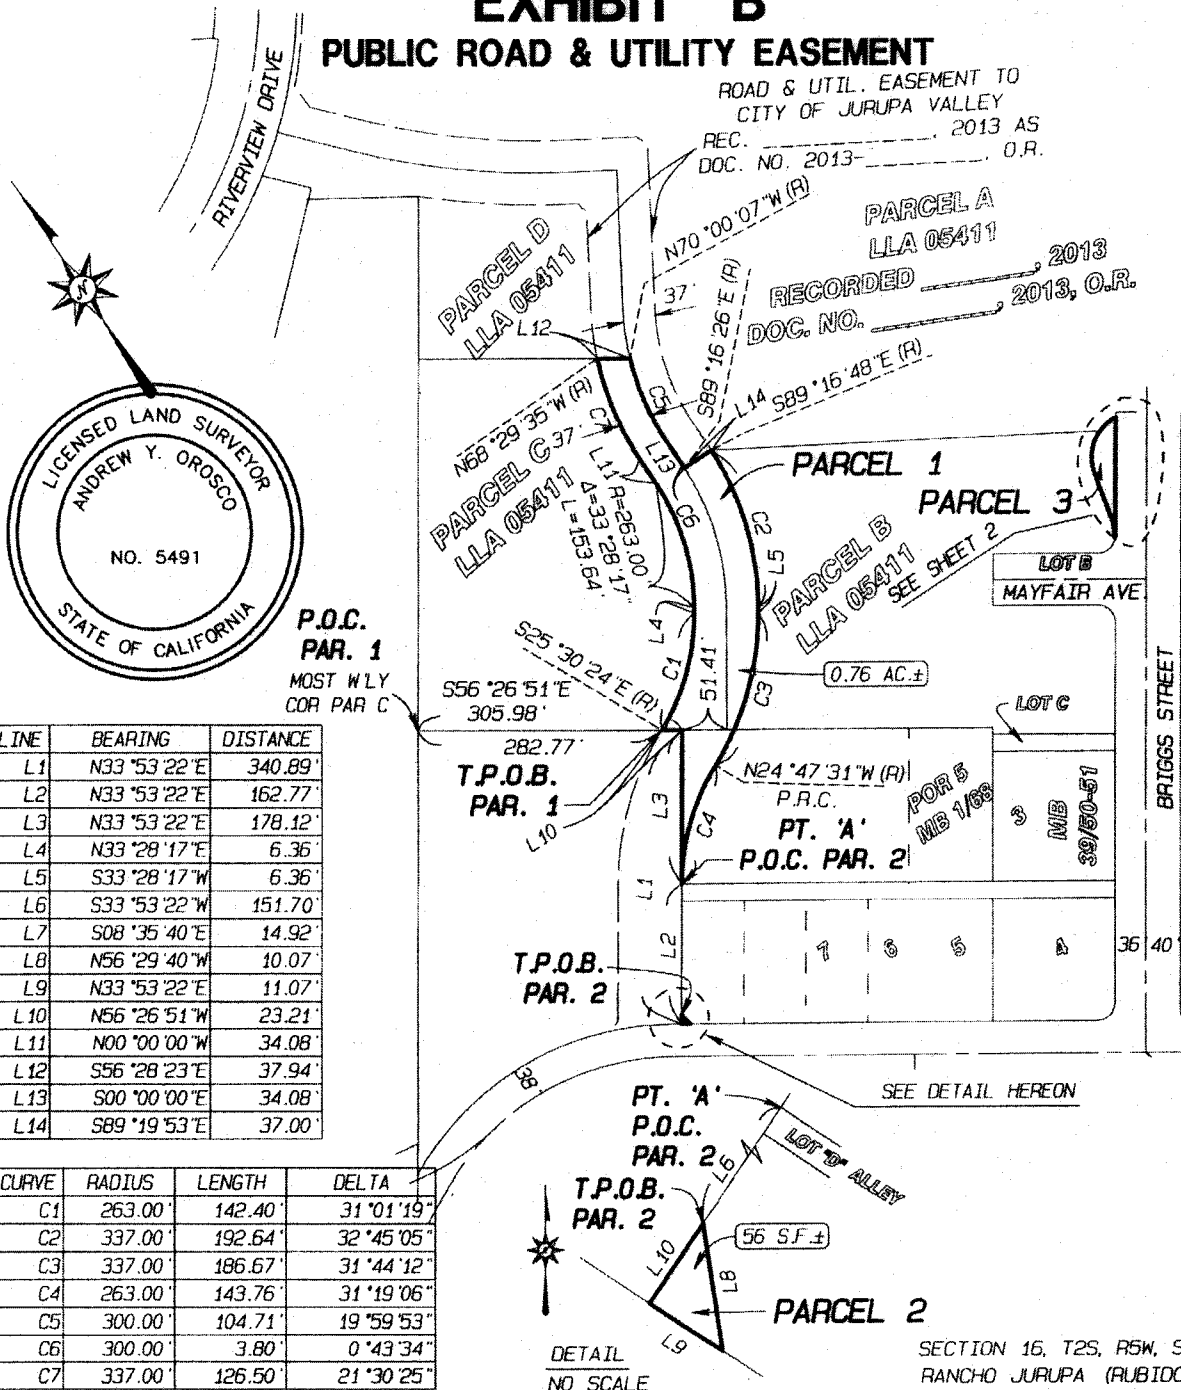 EXHIBIT "B"
PUBLIC ROAD & UTILITY EASEMENT
ROAD & UTIL. EASEMENT TO
CITY OF JURUPA VALLEY
REC. ____________, 2013 AS
DOC. NO. 2013-____________, O.R.
RIVERVIEW DRIVE
N70°00'07"W (R)
PARCEL A
LLA 05411
RECORDED ____________, 2013
DOC. NO. ____________, 2013, O.R.
PARCEL D
LLA 05411
L12
37'
S89°16'26"E (R)
L14
S89°16'48"E (R)
N
LICENSED LAND SURVEYOR
ANDREW Y. OROSCO
NO. 5491
STATE OF CALIFORNIA
N68°29'35"W (R)
C7
C5
37'
L13
L11
PARCEL C
LLA 05411
R=263.00'
Δ=33°28'17"
L=153.64'
C6
C2
L5
PARCEL 1
PARCEL 3
PARCEL B
LLA 05411
SEE SHEET 2
LOT B
MAYFAIR AVE
BRIGGS STREET
P.O.C.
PAR. 1
MOST W'LY
COR PAR C
L4
C1
S25°30'24"E (R)
S56°26'51"E
305.98'
282.77'
51.41'
C3
0.76 AC.±
LOT C
T.P.O.B.
PAR. 1
L10
L3
C4
N24°47'31"W (R)
P.R.C.
PT. 'A'
P.O.C. PAR. 2
POR 5
MB 1/68
3
MB
39/50-51
L1
L2
7
6
5
4
36'
40'
T.P.O.B.
PAR. 2
38'
SEE DETAIL HEREON
LINE BEARING DISTANCE
L1 N33°53'22"E 340.89'
L2 N33°53'22"E 162.77'
L3 N33°53'22"E 178.12'
L4 N33°28'17"E 6.36'
L5 S33°28'17"W 6.36'
L6 S33°53'22"W 151.70'
L7 S08°35'40"E 14.92'
L8 N56°29'40"W 10.07'
L9 N33°53'22"E 11.07'
L10 N56°26'51"W 23.21'
L11 N00°00'00"W 34.08'
L12 S56°28'23"E 37.94'
L13 S00°00'00"E 34.08'
L14 S89°19'53"E 37.00'
CURVE RADIUS LENGTH DELTA
C1 263.00' 142.40' 31°01'19"
C2 337.00' 192.64' 32°45'05"
C3 337.00' 186.67' 31°44'12"
C4 263.00' 143.76' 31°19'06"
C5 300.00' 104.71' 19°59'53"
C6 300.00' 3.80' 0°43'34"
C7 337.00' 126.50' 21°30'25"
PT. 'A'
P.O.C.
PAR. 2
L6
LOT "D" ALLEY
T.P.O.B.
PAR. 2
56 S.F.±
L10
L8
L9
PARCEL 2
DETAIL
NO SCALE
SECTION 16, T2S, R5W, S
RANCHO JURUPA (RUBIDO